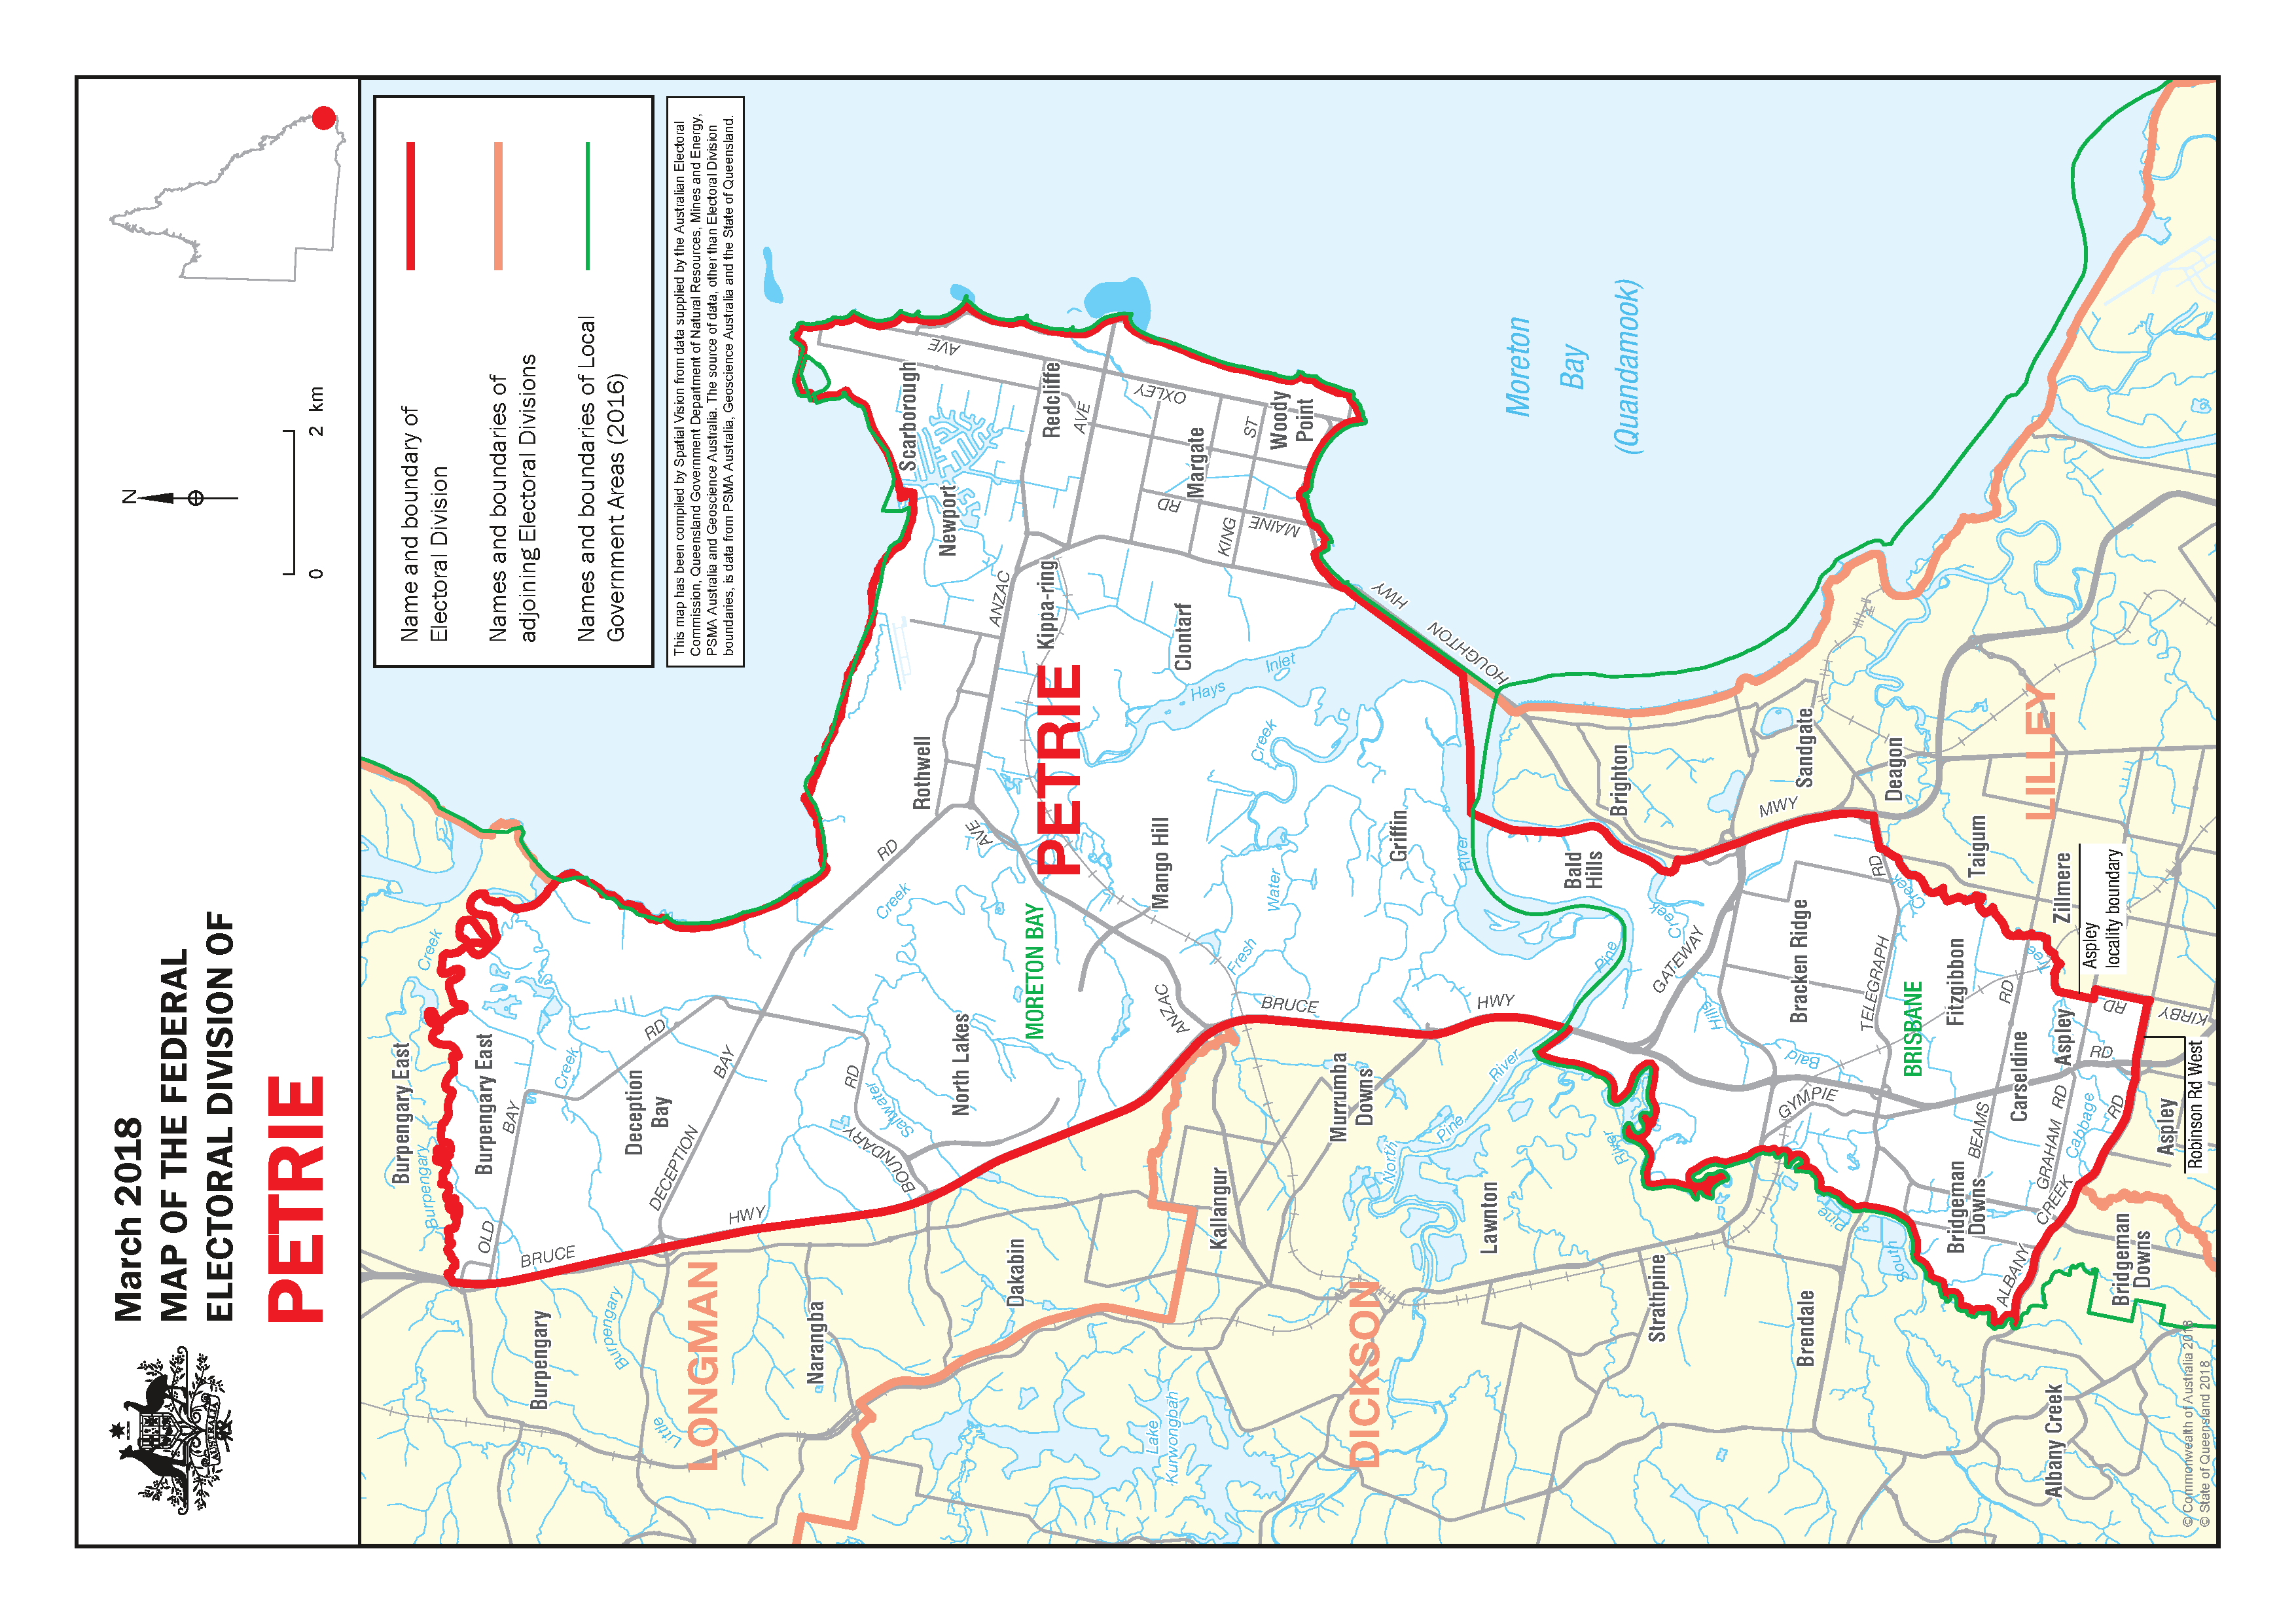 March 2018
MAP OF THE FEDERAL
ELECTORAL DIVISION OF
PETRIE
AUSTRALIA
N
0
2 km
Name and boundary of
Electoral Division
Names and boundaries of
adjoining Electoral Divisions
Names and boundaries of Local
Government Areas (2016)
This map has been compiled by Spatial Vision from data supplied by the Australian Electoral
Commission, Queensland Government Department of Natural Resources, Mines and Energy,
PSMA Australia and Geoscience Australia. The source of data, other than Electoral Division
boundaries, is data from PSMA Australia, Geoscience Australia and the State of Queensland.
Burpengary East
Burpengary
Creek
Burpengary East
OLD
BAY
RD
BRUCE
HWY
Burpengary
Burpengary
Creek
Little
Deception
Bay
DECEPTION
BAY
RD
LONGMAN
Narangba
BOUNDARY
RD
Saltwater
Creek
Scarborough
AVE
Rothwell
Newport
North Lakes
ANZAC
AVE
Dakabin
MORETON BAY
PETRIE
Kippa-ring
Redcliffe
AVE
OXLEY
Lake
Kurwongbah
ANZAC
Mango Hill
Clontarf
RD
Margate
Hays
Inlet
Kallangur
KING
ST
MAINE
Fresh
Water
Creek
BRUCE
HWY
Woody
Point
Murrumba
Downs
DICKSON
Griffin
HOUGHTON
HWY
North
Pine
River
River
Lawnton
Moreton
Bay
(Quandamook)
Bald
Hills
Brighton
Pine
River
Strathpine
GATEWAY
MWY
Creek
Hills
Bald
Bracken Ridge
Sandgate
Brendale
GYMPIE
Pine
TELEGRAPH
RD
Deagon
South
Creek
BRISBANE
Bridgeman
Downs
Fitzgibbon
Taigum
BEAMS
RD
ALBANY
CREEK
RD
Carseldine
LILLEY
GRAHAM RD
Tree
Cabbage
Aspley
Zillmere
Albany Creek
RD
RD
KIRBY
Aspley
locality boundary
Bridgeman
Downs
Aspley
Robinson Rd West
© Commonwealth of Australia 2018
© State of Queensland 2018